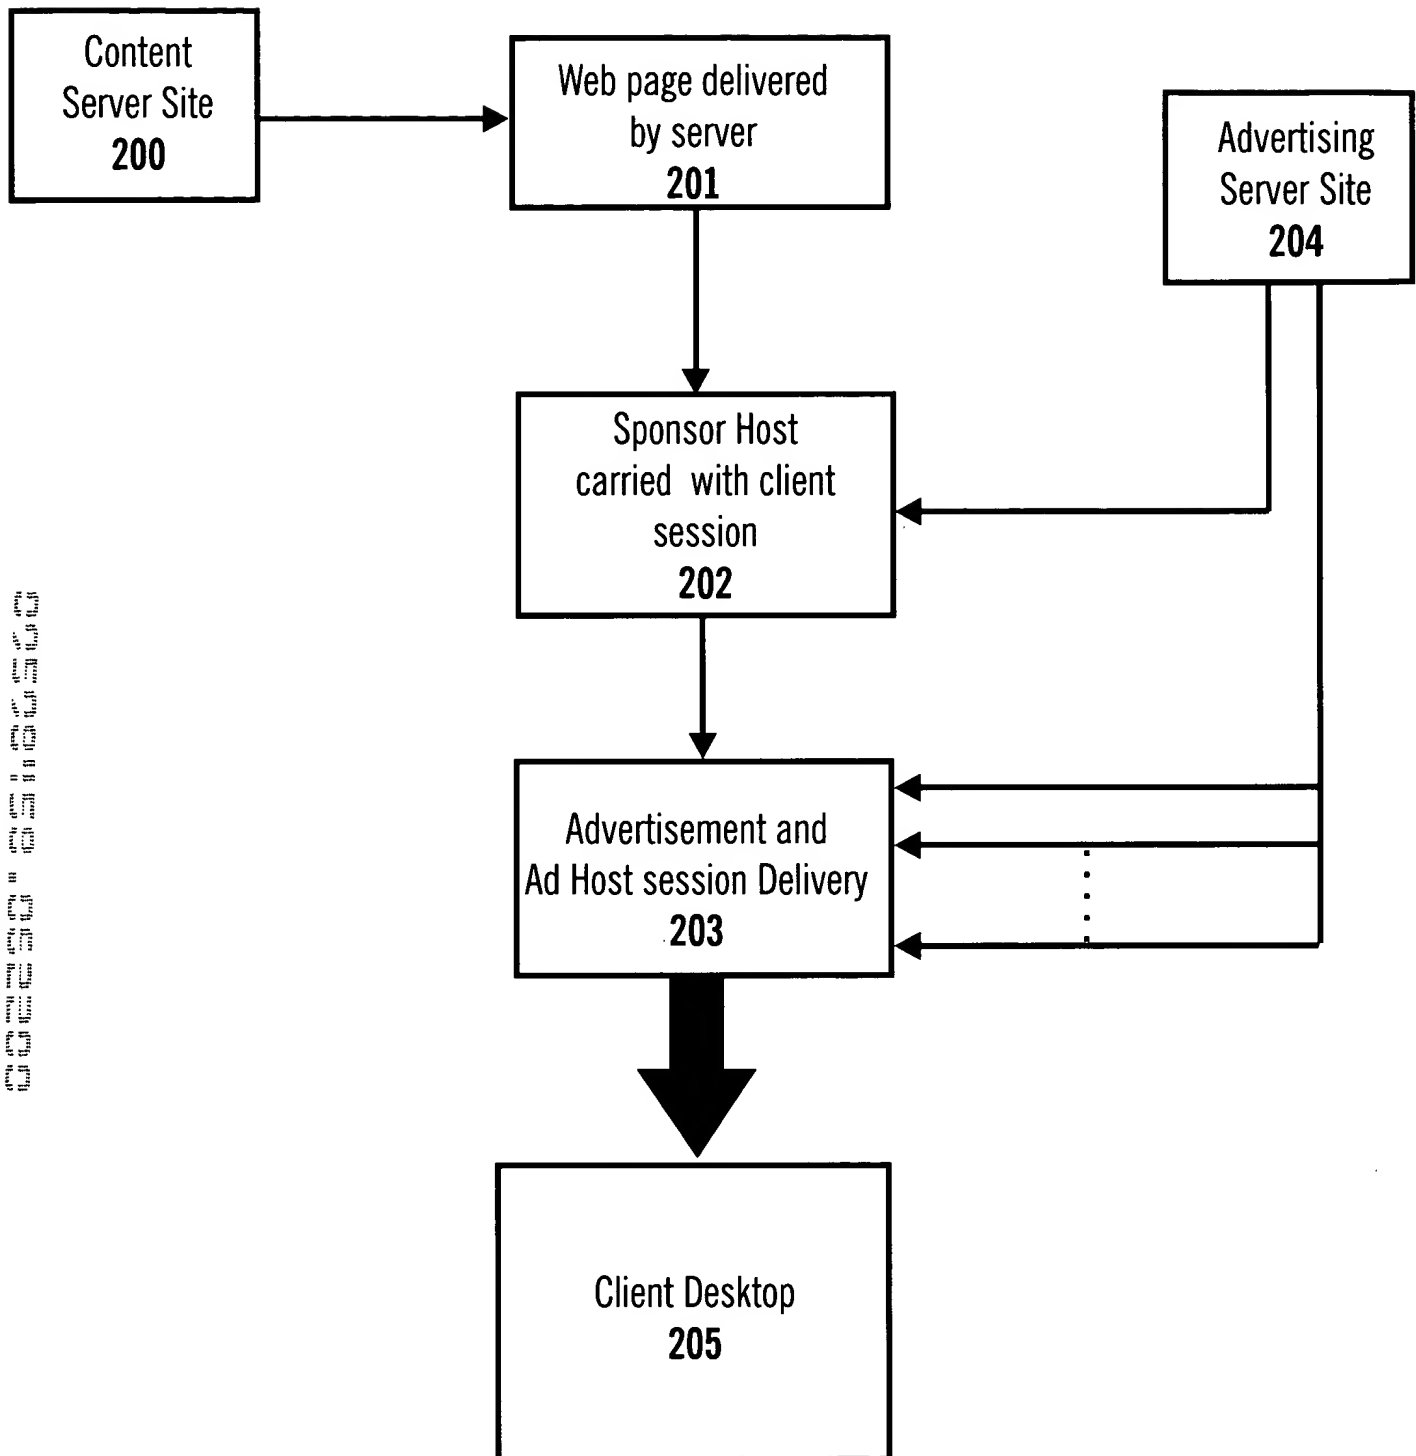 Content
Server Site
200
Web page delivered
by server
201
Advertising
Server Site
204
Sponsor Host
carried with client
session
202
Advertisement and
Ad Host session Delivery
203
Client Desktop
205